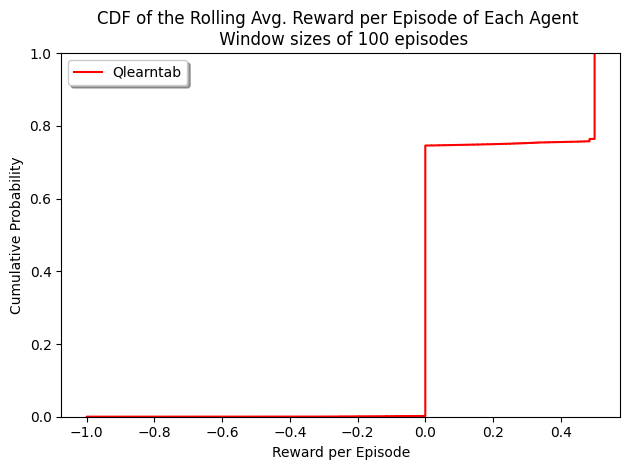 CDF of the Rolling Avg. Reward per Episode of Each Agent
Window sizes of 100 episodes
Qlearntab
Cumulative Probability
1.0
0.8
0.6
0.4
0.2
0.0
−1.0 −0.8 −0.6 −0.4 −0.2 0.0 0.2 0.4
Reward per Episode